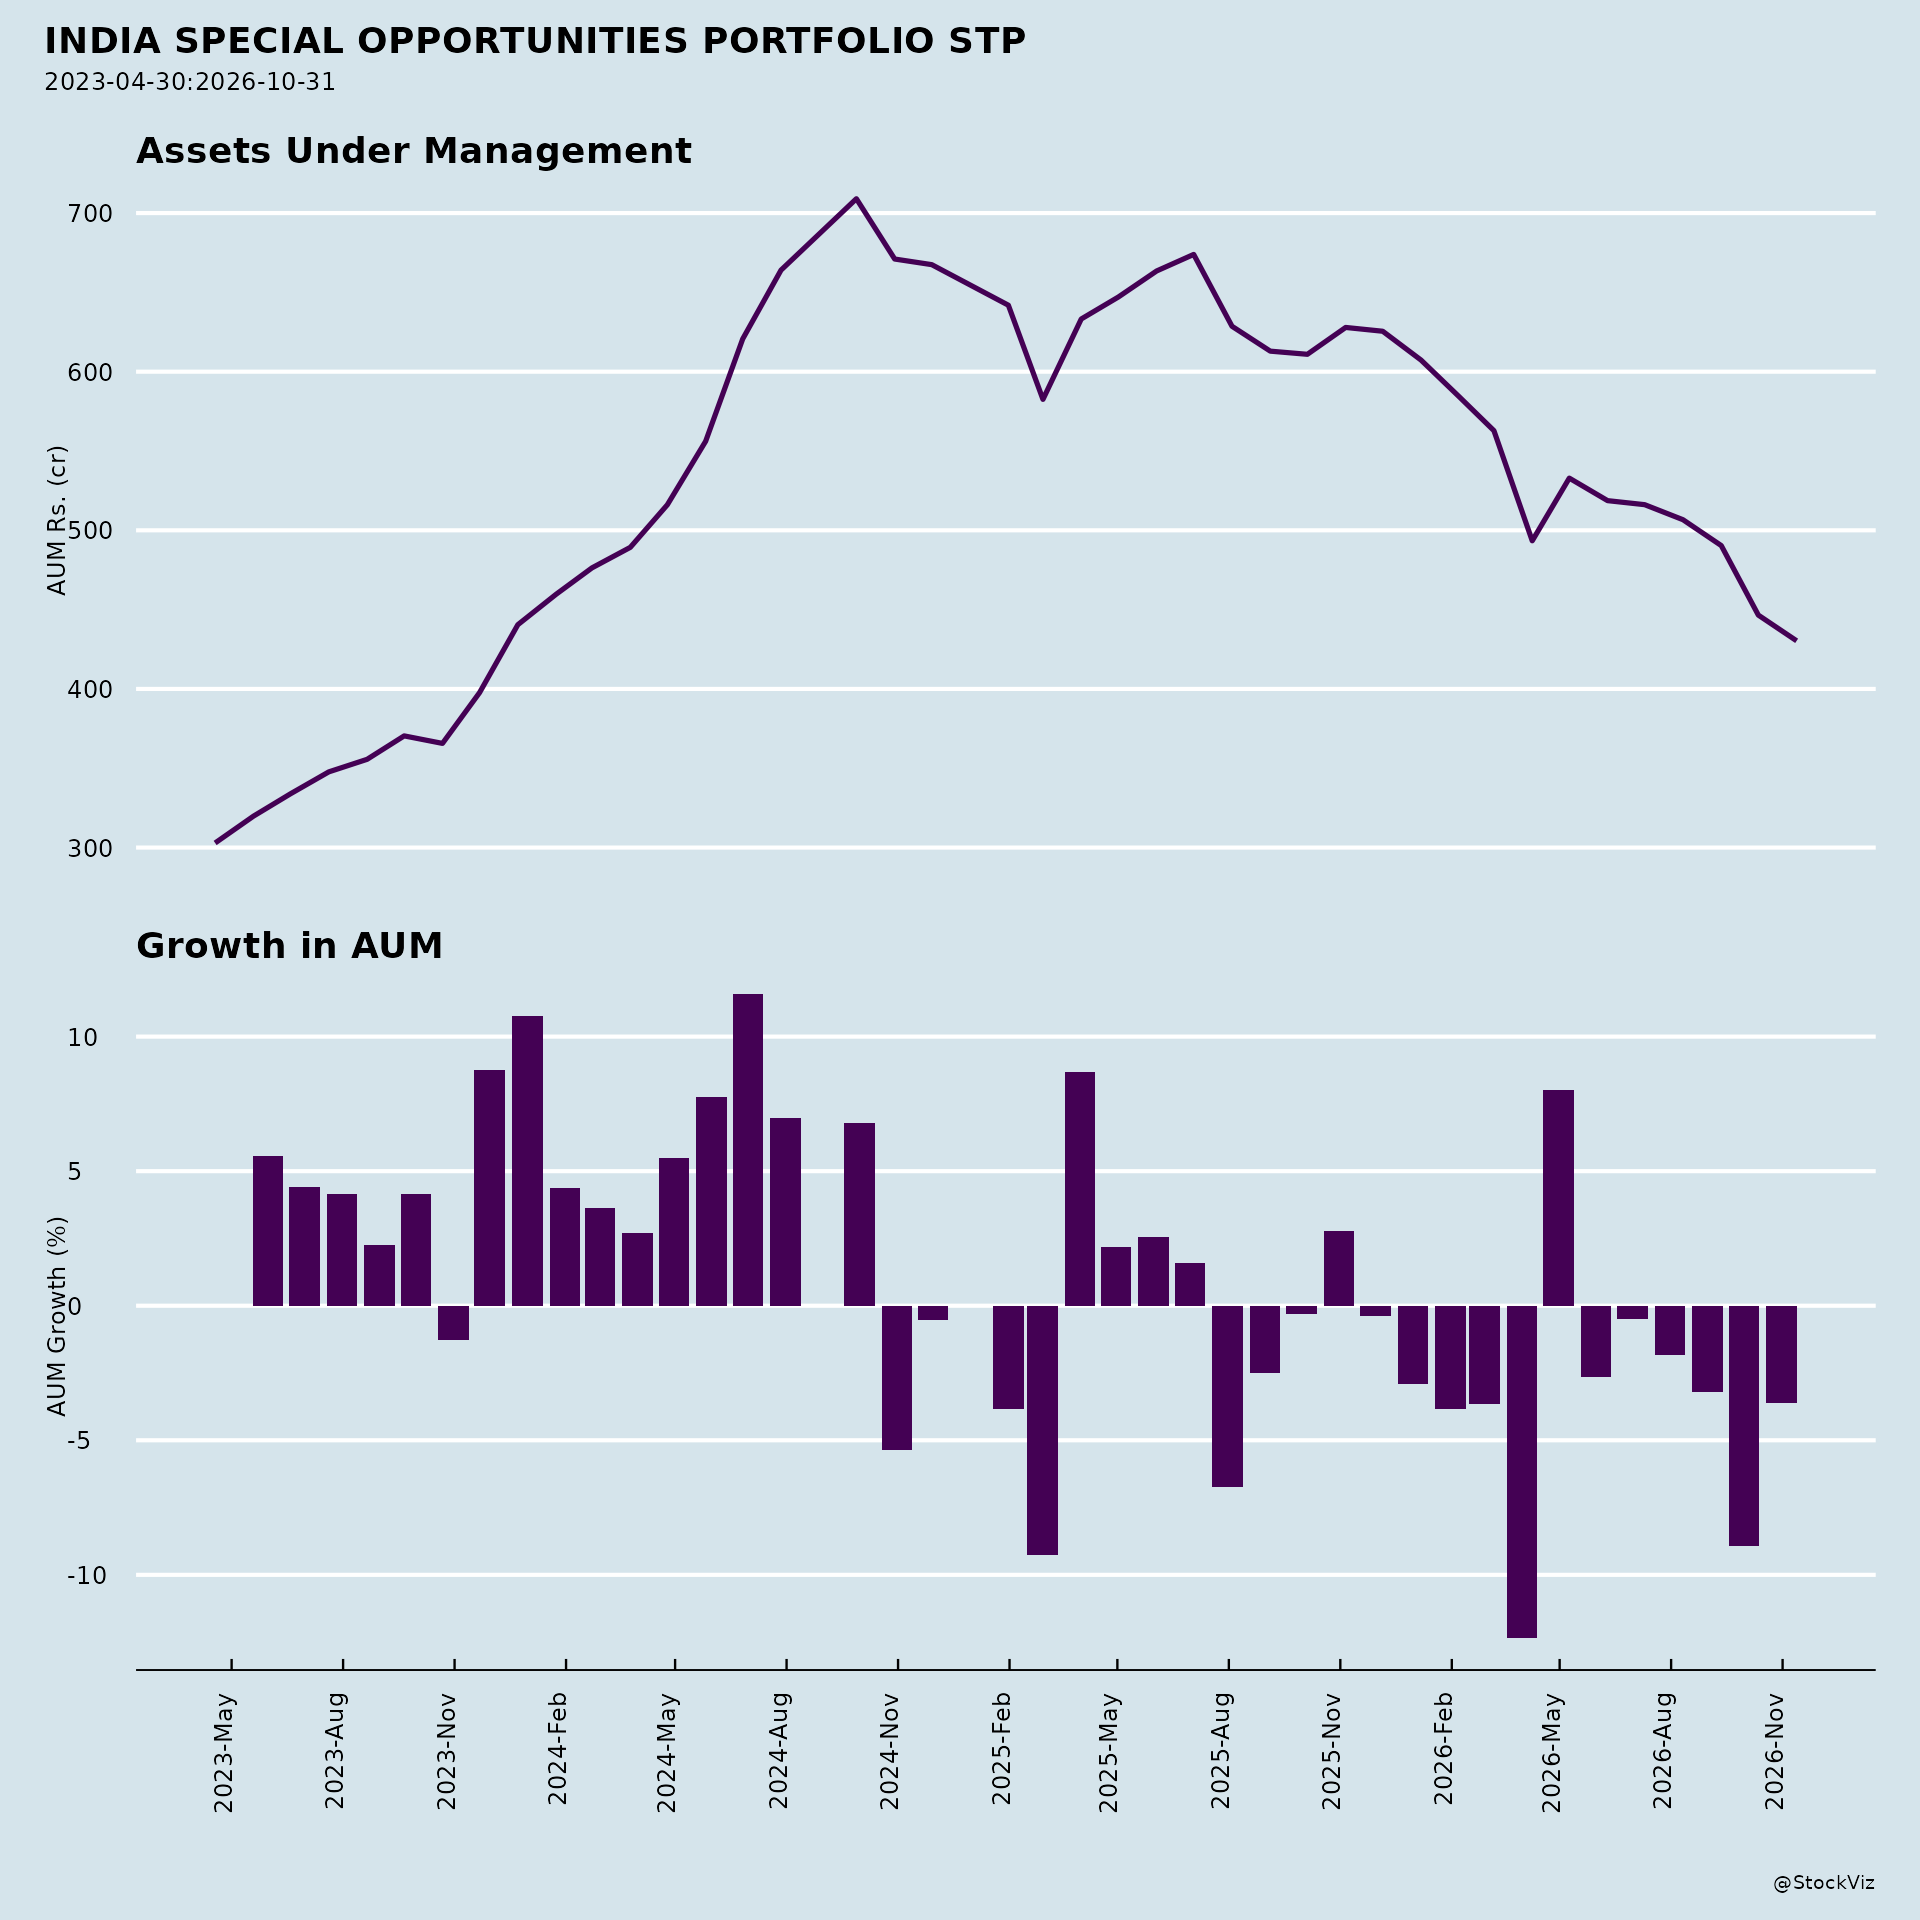 INDIA SPECIAL OPPORTUNITIES PORTFOLIO STP
2023-04-30:2026-10-31
Assets Under Management
AUM Rs. (cr)
700
600
500
400
300
Growth in AUM
AUM Growth (%)
10
5
0
-5
-10
2023-May
2023-Aug
2023-Nov
2024-Feb
2024-May
2024-Aug
2024-Nov
2025-Feb
2025-May
2025-Aug
2025-Nov
2026-Feb
2026-May
2026-Aug
2026-Nov
@StockViz